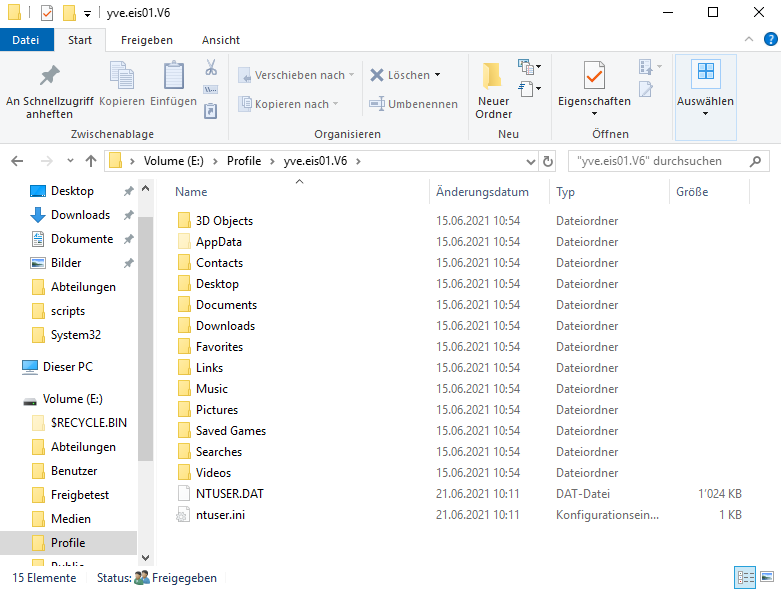 yve.eis01.V6
Datei Start Freigeben Ansicht
An Schnellzugriff anheften
Kopieren
Einfügen
Zwischenablage
Verschieben nach
Kopieren nach
Löschen
Umbenennen
Organisieren
Neuer Ordner
Neu
Eigenschaften
Öffnen
Auswählen
Volume (E:) > Profile > yve.eis01.V6 >
"yve.eis01.V6" durchsuchen
Desktop
Downloads
Dokumente
Bilder
Abteilungen
scripts
System32
Dieser PC
Volume (E:)
$RECYCLE.BIN
Abteilungen
Benutzer
Freigbetest
Medien
Profile
Public
Name Änderungsdatum Typ Größe
3D Objects 15.06.2021 10:54 Dateiordner
AppData 15.06.2021 10:54 Dateiordner
Contacts 15.06.2021 10:54 Dateiordner
Desktop 15.06.2021 10:54 Dateiordner
Documents 15.06.2021 10:54 Dateiordner
Downloads 15.06.2021 10:54 Dateiordner
Favorites 15.06.2021 10:54 Dateiordner
Links 15.06.2021 10:54 Dateiordner
Music 15.06.2021 10:54 Dateiordner
Pictures 15.06.2021 10:54 Dateiordner
Saved Games 15.06.2021 10:54 Dateiordner
Searches 15.06.2021 10:54 Dateiordner
Videos 15.06.2021 10:54 Dateiordner
NTUSER.DAT 21.06.2021 10:11 DAT-Datei 1'024 KB
ntuser.ini 21.06.2021 10:11 Konfigurationsein... 1 KB
15 Elemente Status: Freigegeben